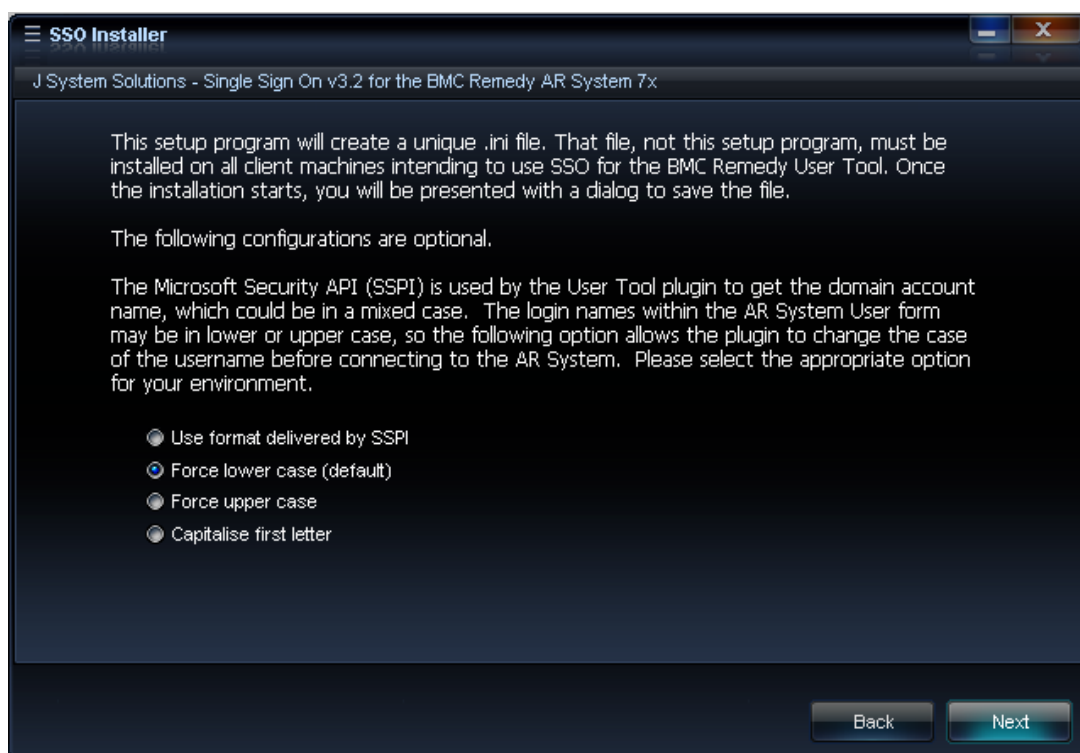 SSO Installer
J System Solutions - Single Sign On v3.2 for the BMC Remedy AR System 7x
This setup program will create a unique .ini file. That file, not this setup program, must be
installed on all client machines intending to use SSO for the BMC Remedy User Tool. Once
the installation starts, you will be presented with a dialog to save the file.
The following configurations are optional.
The Microsoft Security API (SSPI) is used by the User Tool plugin to get the domain account
name, which could be in a mixed case. The login names within the AR System User form
may be in lower or upper case, so the following option allows the plugin to change the case
of the username before connecting to the AR System. Please select the appropriate option
for your environment.
Use format delivered by SSPI
Force lower case (default)
Force upper case
Capitalise first letter
Back
Next